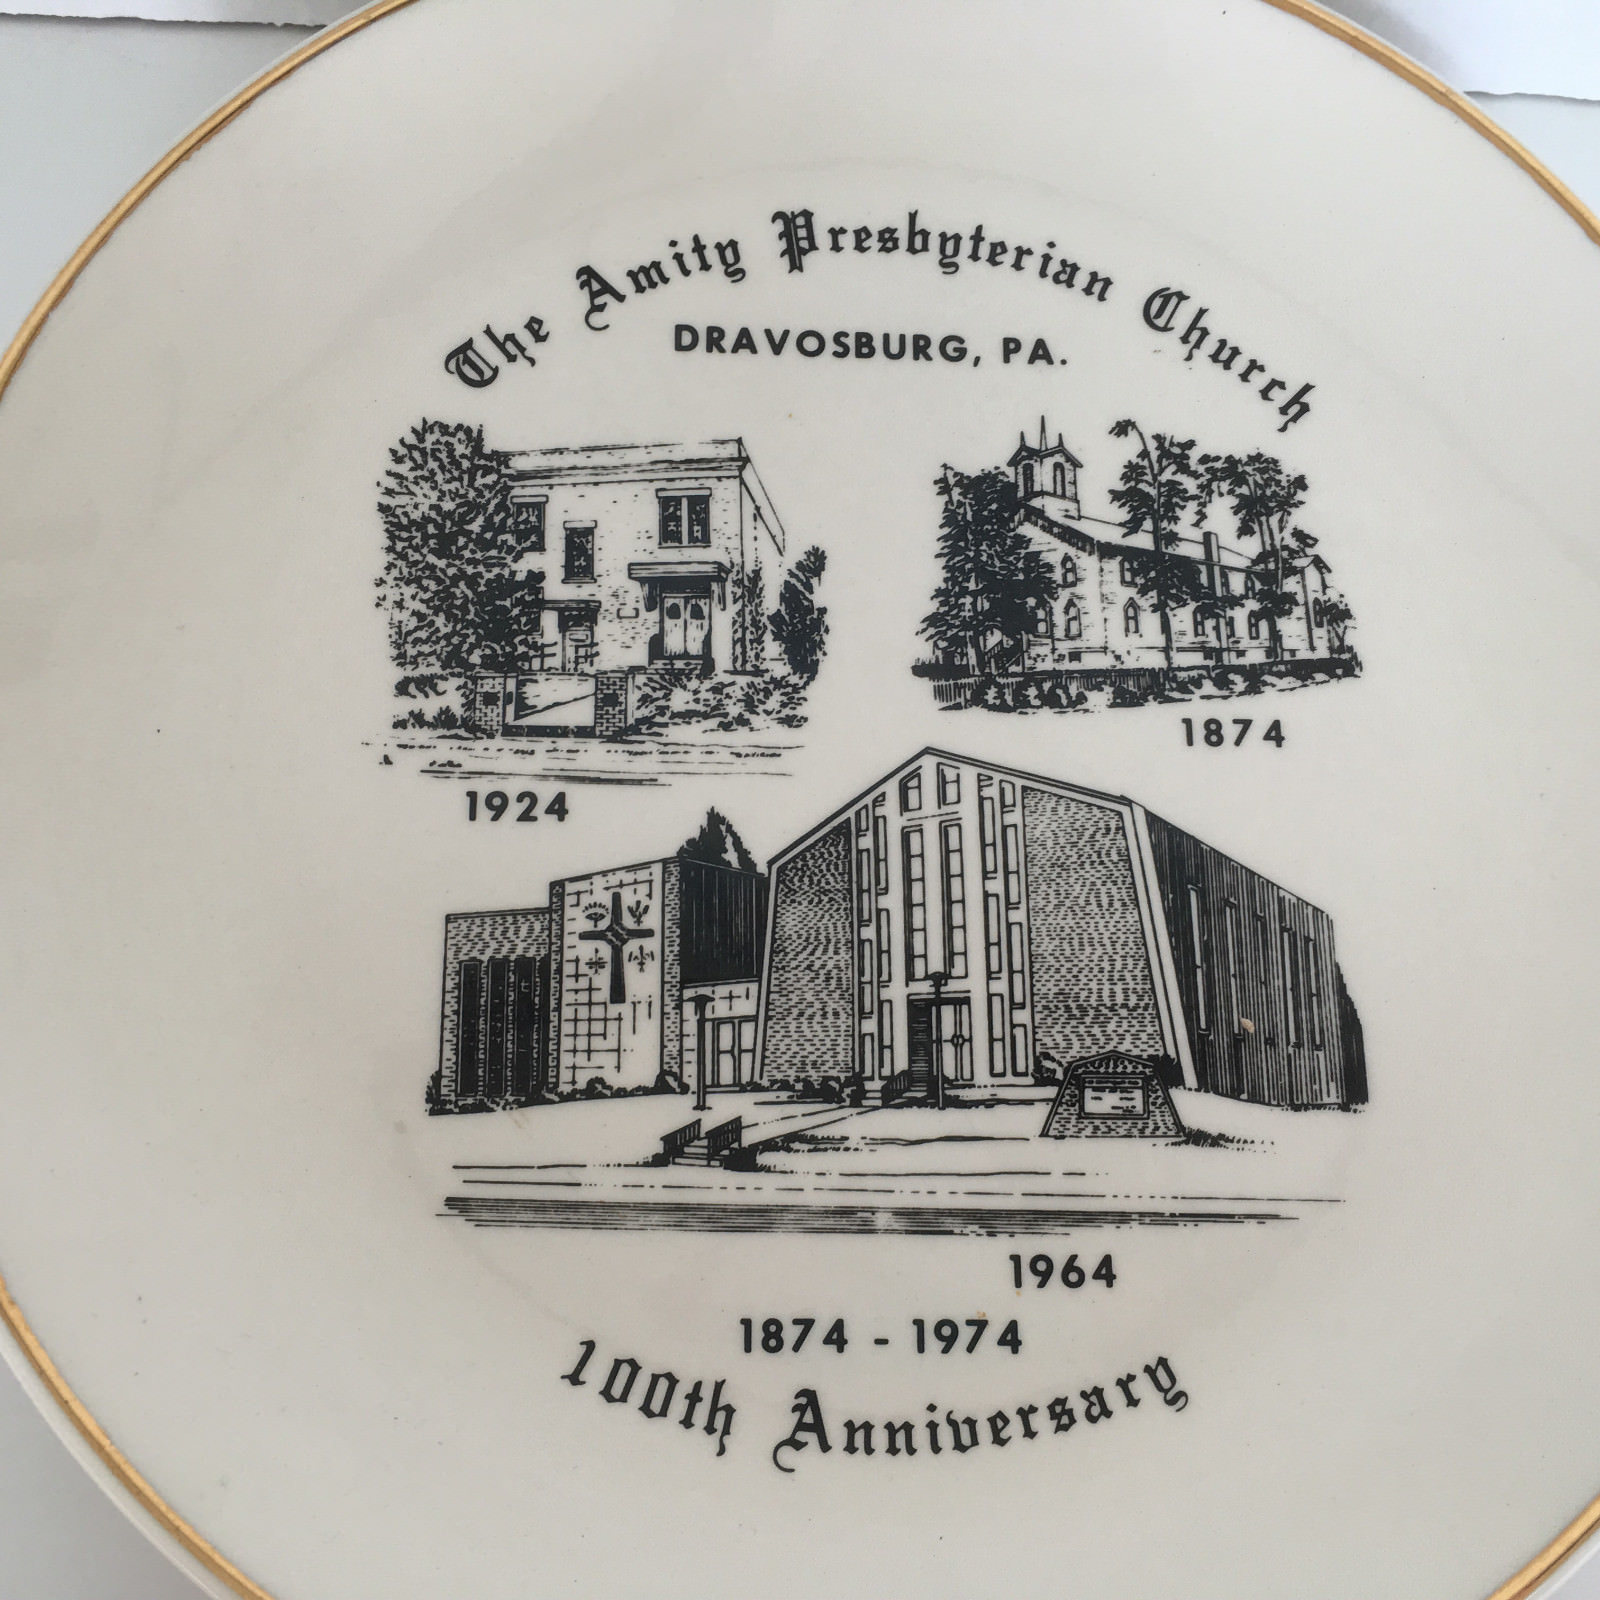 The Amity Presbyterian Church
DRAVOSBURG, PA.
1874
1924
1964
1874 - 1974
100th Anniversary